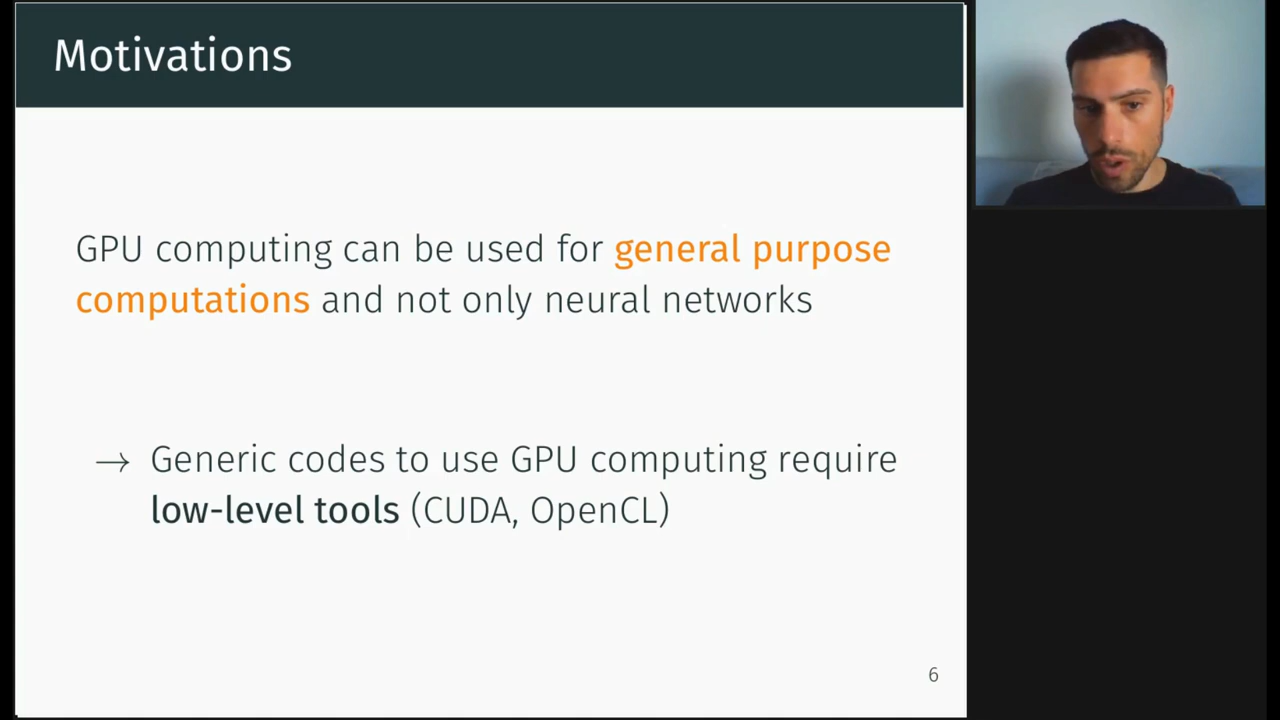 Motivations
GPU computing can be used for general purpose
computations and not only neural networks
→ Generic codes to use GPU computing require
low-level tools (CUDA, OpenCL)
6